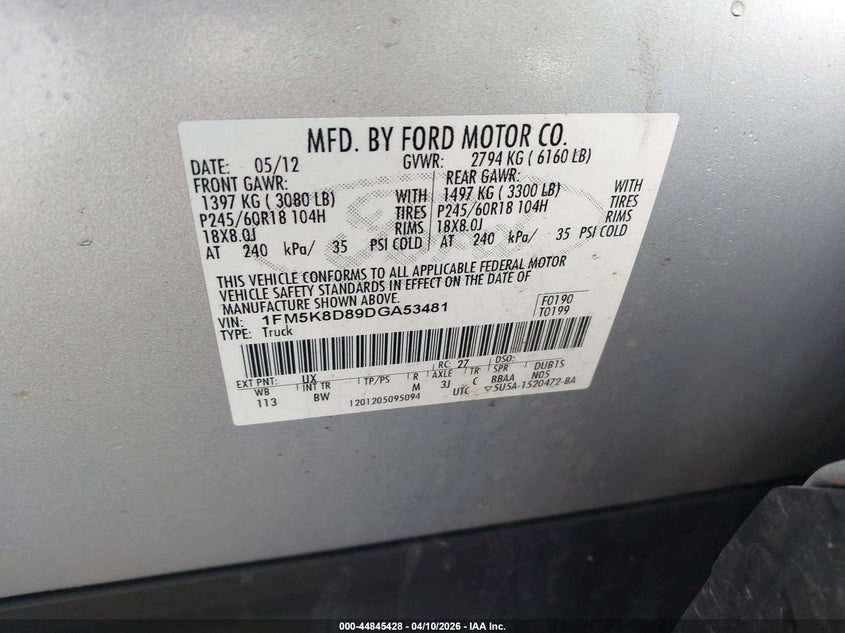 MFD. BY FORD MOTOR CO.
DATE: 05/12 GVWR: 2794 KG ( 6160 LB)
FRONT GAWR: REAR GAWR:
1397 KG ( 3080 LB) WITH 1497 KG ( 3300 LB) WITH
P245/60R18 104H TIRES P245/60R18 104H TIRES
18X8.0J RIMS 18X8.0J RIMS
AT 240 kPa/ 35 PSI COLD AT 240 kPa/ 35 PSI COLD
THIS VEHICLE CONFORMS TO ALL APPLICABLE FEDERAL MOTOR
VEHICLE SAFETY STANDARDS IN EFFECT ON THE DATE OF
MANUFACTURE SHOWN ABOVE.
VIN: 1FM5K8D89DGA53481 F0190
TYPE: Truck T0199
RC: 27 DSO:
EXT PNT: UX
WB INT TR TP/PS R AXLE TR SPR DUBTS
113 BW M 3J C BBAA N05
1201205095094 UTC 5U5A-1520472-BA
000-44845428 - 04/10/2026 - IAA Inc.